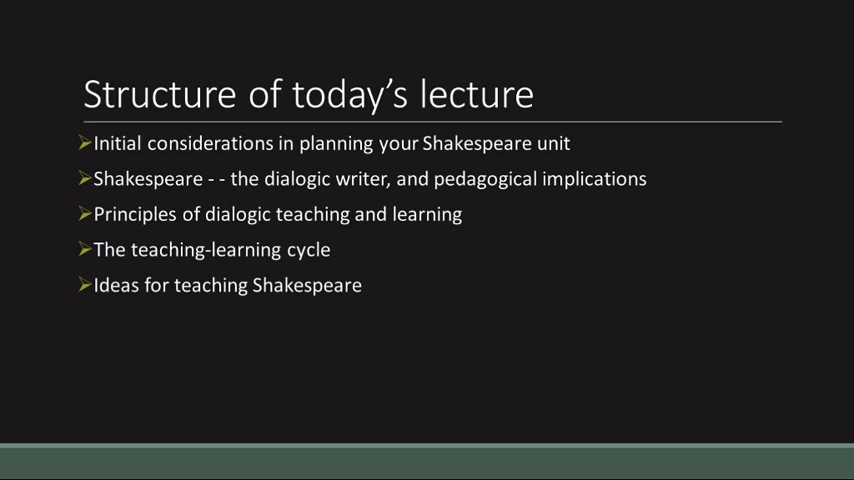 Structure of today’s lecture
Initial considerations in planning your Shakespeare unit
Shakespeare - - the dialogic writer, and pedagogical implications
Principles of dialogic teaching and learning
The teaching-learning cycle
Ideas for teaching Shakespeare